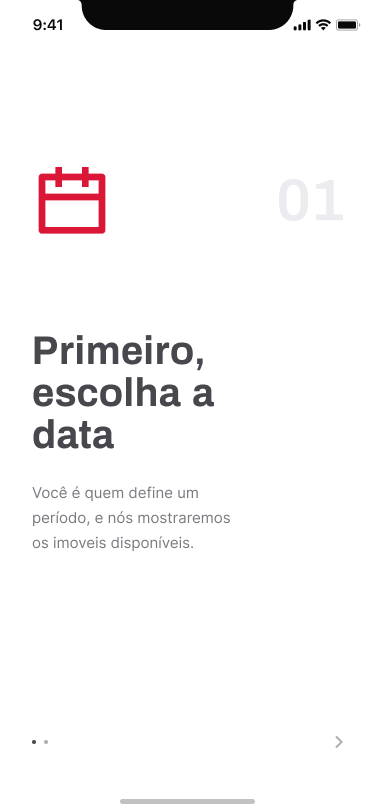 9:41
01
Primeiro,
escolha a
data
Você é quem define um
período, e nós mostraremos
os imoveis disponíveis.